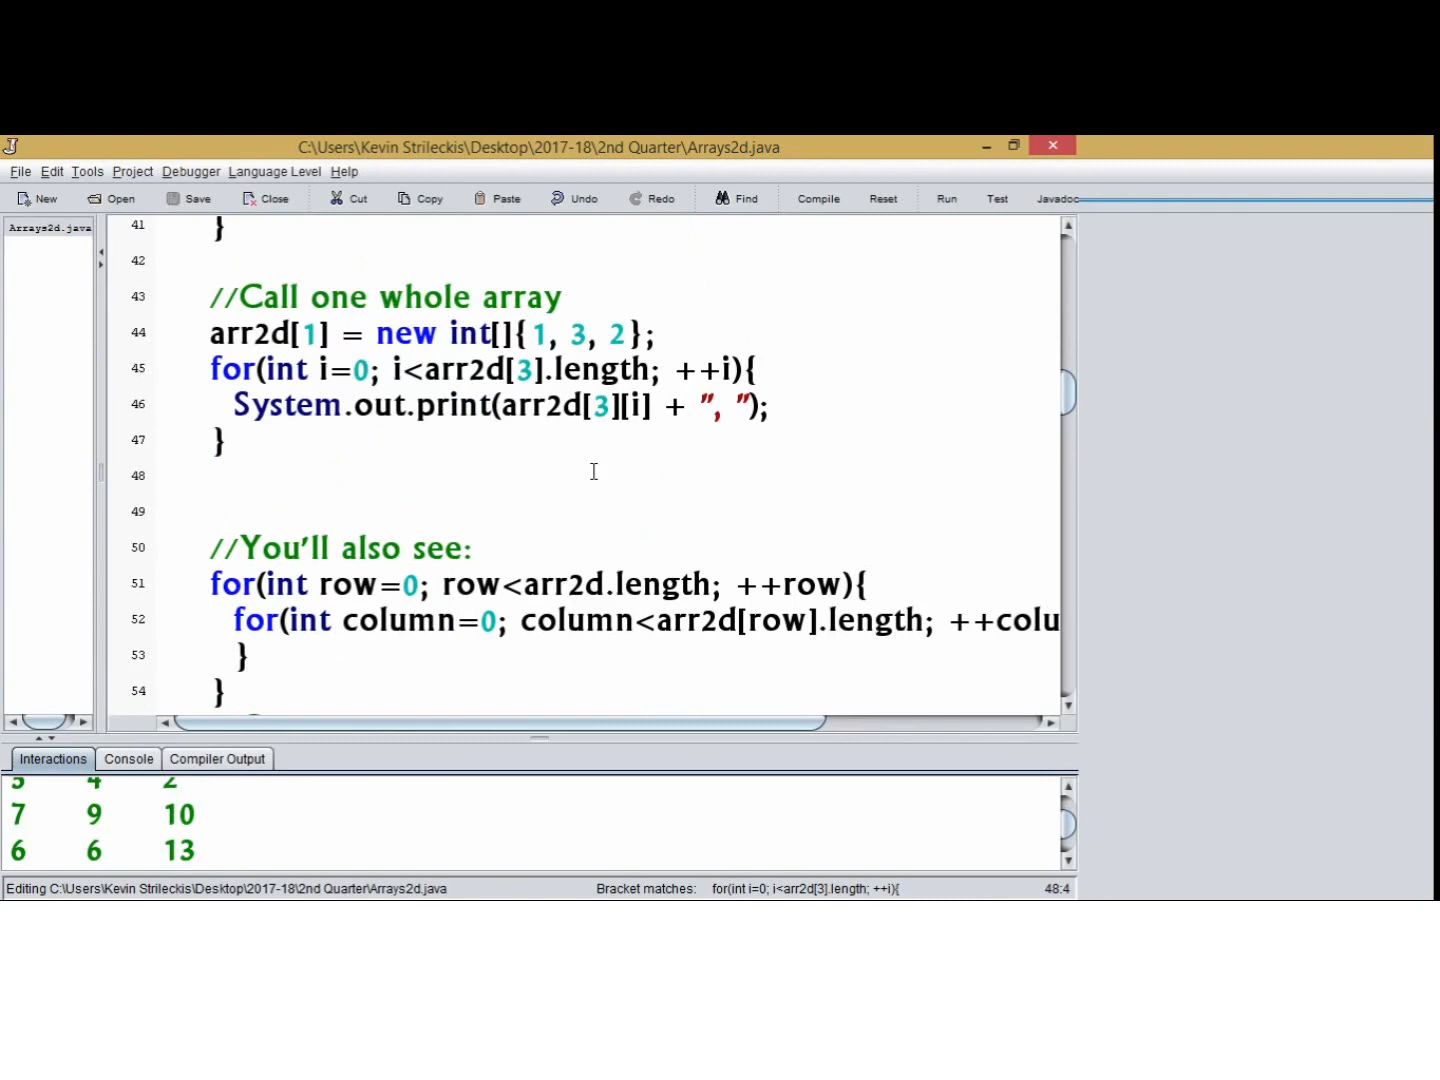 C:\Users\Kevin Strileckis\Desktop\2017-18\2nd Quarter\Arrays2d.java
File Edit Tools Project Debugger Language Level Help
New Open Save Close Cut Copy Paste Undo Redo Find Compile Reset Run Test Javadoc
Arrays2d.java
41 }
42
43 //Call one whole array
44 arr2d[1] = new int[]{1, 3, 2};
45 for(int i=0; i<arr2d[3].length; ++i){
46 System.out.print(arr2d[3][i] + ", ");
47 }
48
49
50 //You'll also see:
51 for(int row=0; row<arr2d.length; ++row){
52 for(int column=0; column<arr2d[row].length; ++colu
53 }
54 }
Interactions Console Compiler Output
4 2
7 9 10
6 6 13
Editing C:\Users\Kevin Strileckis\Desktop\2017-18\2nd Quarter\Arrays2d.java Bracket matches: for(int i=0; i<arr2d[3].length; ++i){ 48:4